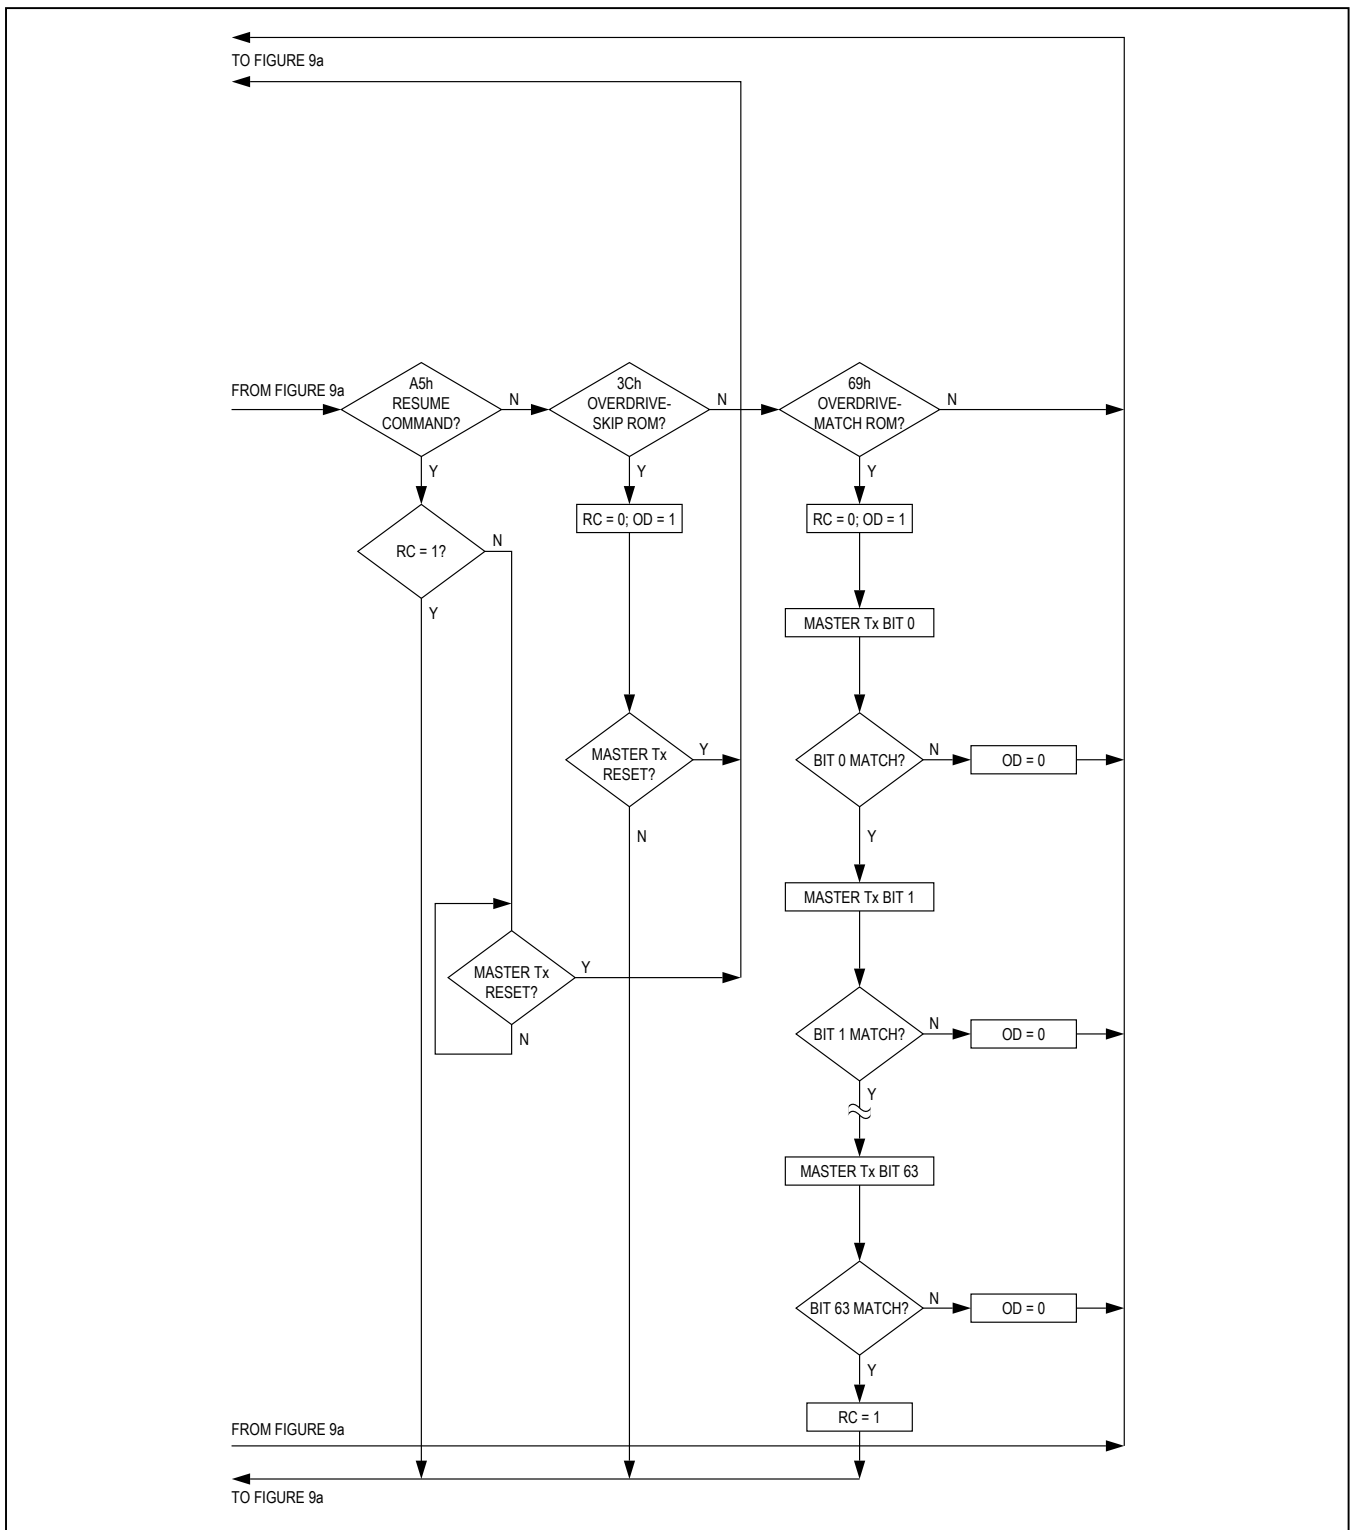 TO FIGURE 9a
FROM FIGURE 9a
A5h
RESUME
COMMAND?
N
3Ch
OVERDRIVE-
SKIP ROM?
N
69h
OVERDRIVE-
MATCH ROM?
N
Y
Y
Y
RC = 1?
N
RC = 0; OD = 1
RC = 0; OD = 1
Y
MASTER Tx BIT 0
MASTER Tx
RESET?
Y
BIT 0 MATCH?
N
OD = 0
N
Y
MASTER Tx BIT 1
MASTER Tx
RESET?
Y
N
BIT 1 MATCH?
N
OD = 0
Y
MASTER Tx BIT 63
BIT 63 MATCH?
N
OD = 0
Y
RC = 1
FROM FIGURE 9a
TO FIGURE 9a